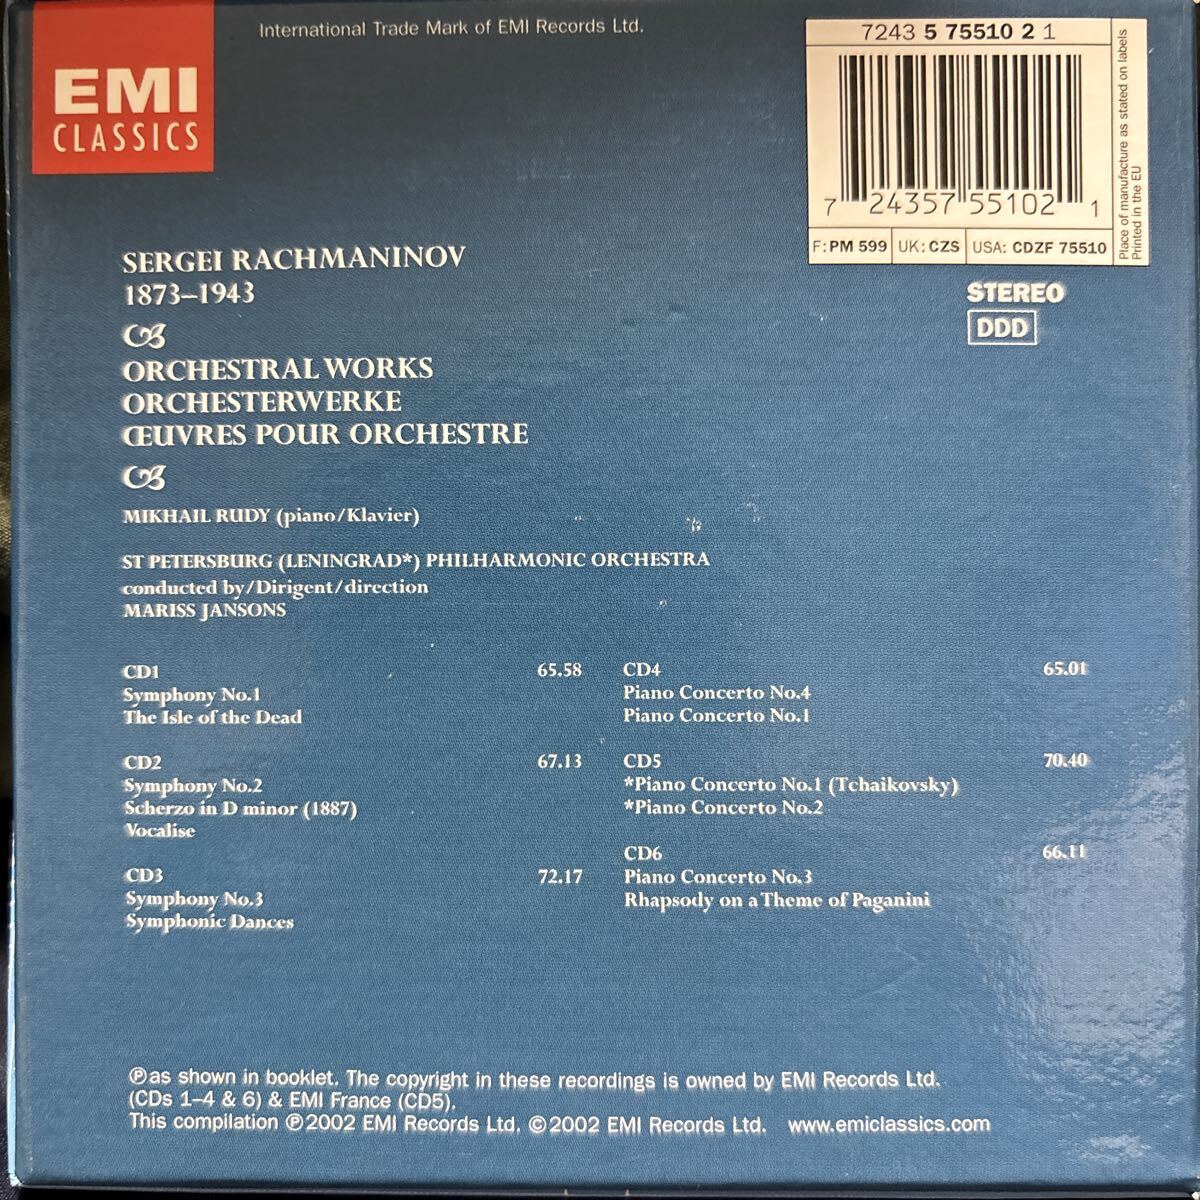 EMI
CLASSICS
International Trade Mark of EMI Records Ltd.
7243 5 75510 2 1
7 24357 55102 1
F: PM 599 UK: CZS USA: CDZF 75510
Place of manufacture as stated on labels
Printed in the EU
STEREO
DDD
SERGEI RACHMANINOV
1873–1943
ORCHESTRAL WORKS
ORCHESTERWERKE
ŒUVRES POUR ORCHESTRE
MIKHAIL RUDY (piano/Klavier)
ST PETERSBURG (LENINGRAD*) PHILHARMONIC ORCHESTRA
conducted by/Dirigent/direction
MARISS JANSONS
CD1 65.58
Symphony No.1
The Isle of the Dead
CD2 67.13
Symphony No.2
Scherzo in D minor (1887)
Vocalise
CD3 72.17
Symphony No.3
Symphonic Dances
CD4 65.01
Piano Concerto No.4
Piano Concerto No.1
CD5 70.40
*Piano Concerto No.1 (Tchaikovsky)
*Piano Concerto No.2
CD6 66.11
Piano Concerto No.3
Rhapsody on a Theme of Paganini
℗as shown in booklet. The copyright in these recordings is owned by EMI Records Ltd.
(CDs 1–4 & 6) & EMI France (CD5).
This compilation ℗2002 EMI Records Ltd. ©2002 EMI Records Ltd. www.emiclassics.com